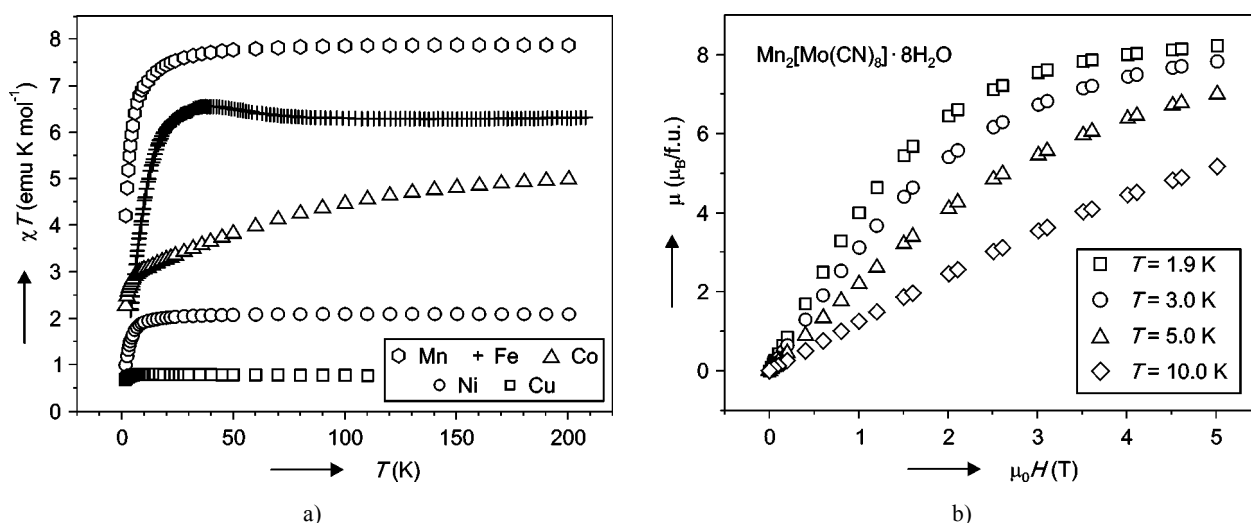 8
7
6
5
4
3
2
1
0
χT (emu K mol⁻¹)
0
50
100
150
200
T (K)
Mn Fe Co
Ni Cu
a)
Mn₂[Mo(CN)₈]·8H₂O
8
6
4
2
0
μ (μ_B/f.u.)
0
1
2
3
4
5
μ₀H (T)
T = 1.9 K
T = 3.0 K
T = 5.0 K
T = 10.0 K
b)